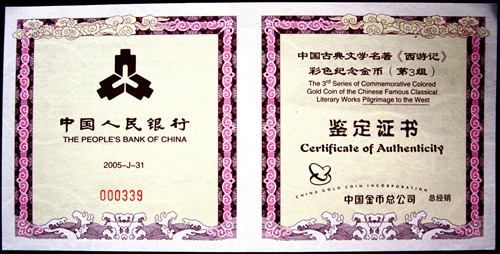 中国人民银行
THE PEOPLE'S BANK OF CHINA
2005-J-31
000339
中国古典文学名著《西游记》
彩色纪念金币（第3组）
The 3rd Series of Commemorative Colored
Gold Coin of the Chinese Famous Classical
Literary Works Pilgrimage to the West
鉴定证书
Certificate of Authenticity
CHINA GOLD COIN INCORPORATION
中国金币总公司 总经销